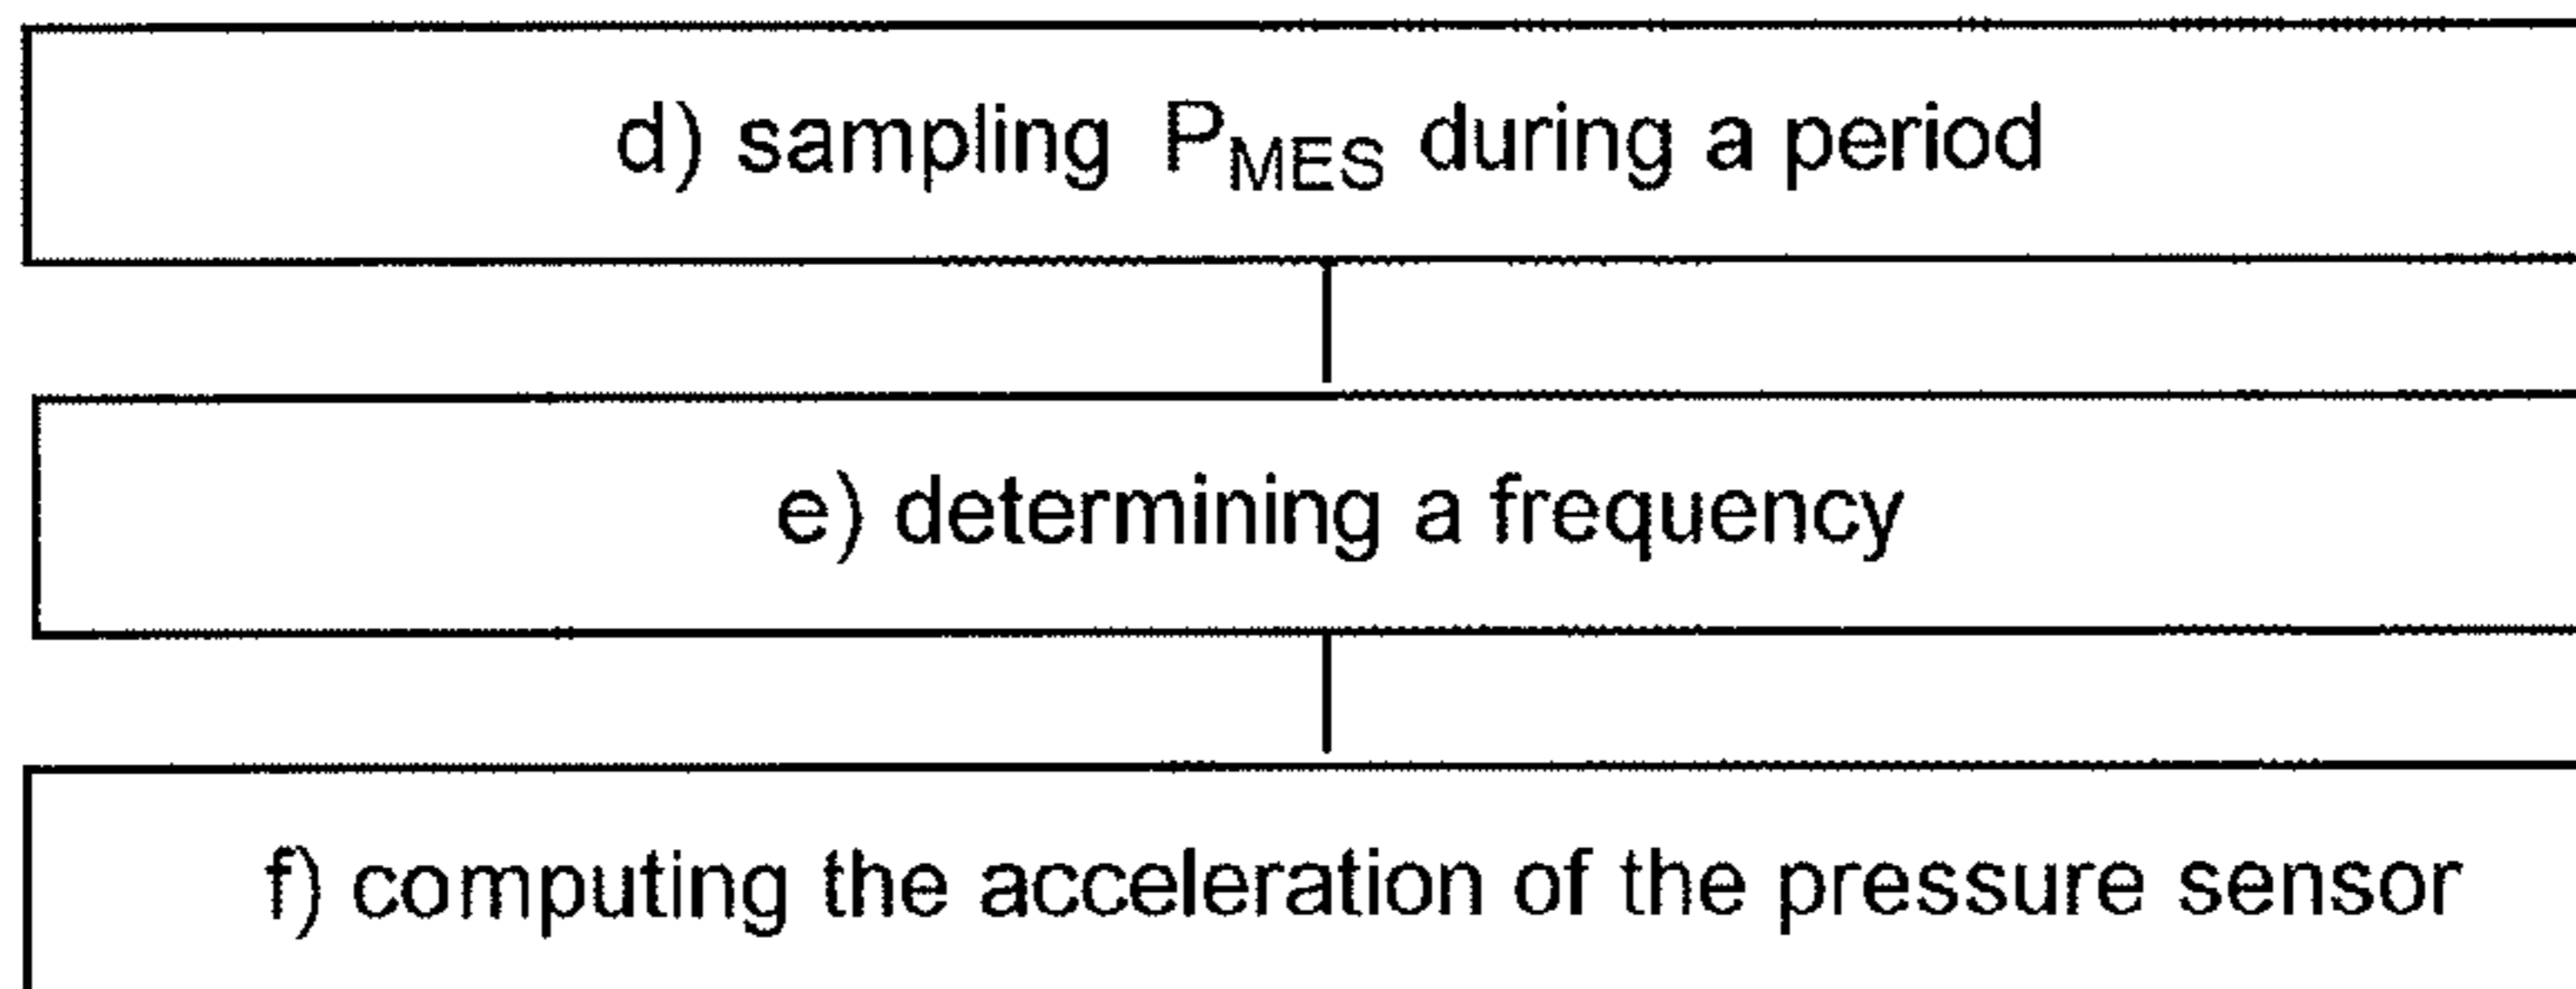 d) sampling P_MES during a period
e) determining a frequency
f) computing the acceleration of the pressure sensor